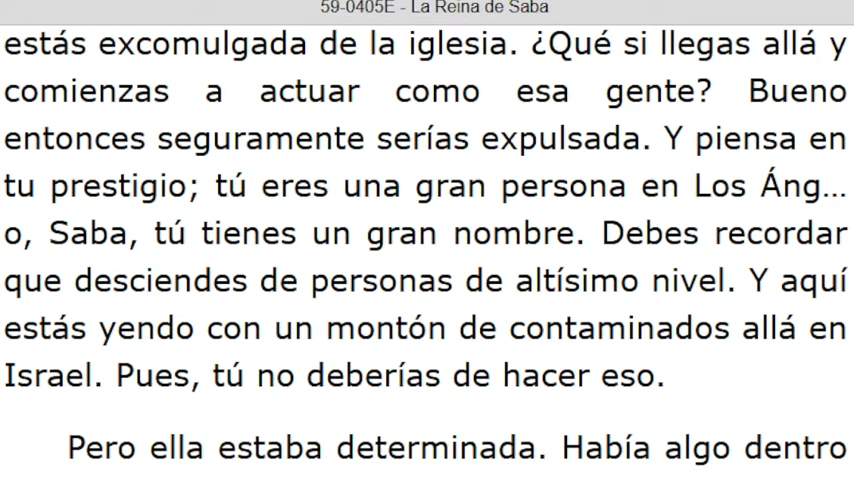 59-0405E - La Reina de Saba
estás excomulgada de la iglesia. ¿Qué si llegas allá y
comienzas a actuar como esa gente? Bueno
entonces seguramente serías expulsada. Y piensa en
tu prestigio; tú eres una gran persona en Los Áng...
o, Saba, tú tienes un gran nombre. Debes recordar
que desciendes de personas de altísimo nivel. Y aquí
estás yendo con un montón de contaminados allá en
Israel. Pues, tú no deberías de hacer eso.
Pero ella estaba determinada. Había algo dentro